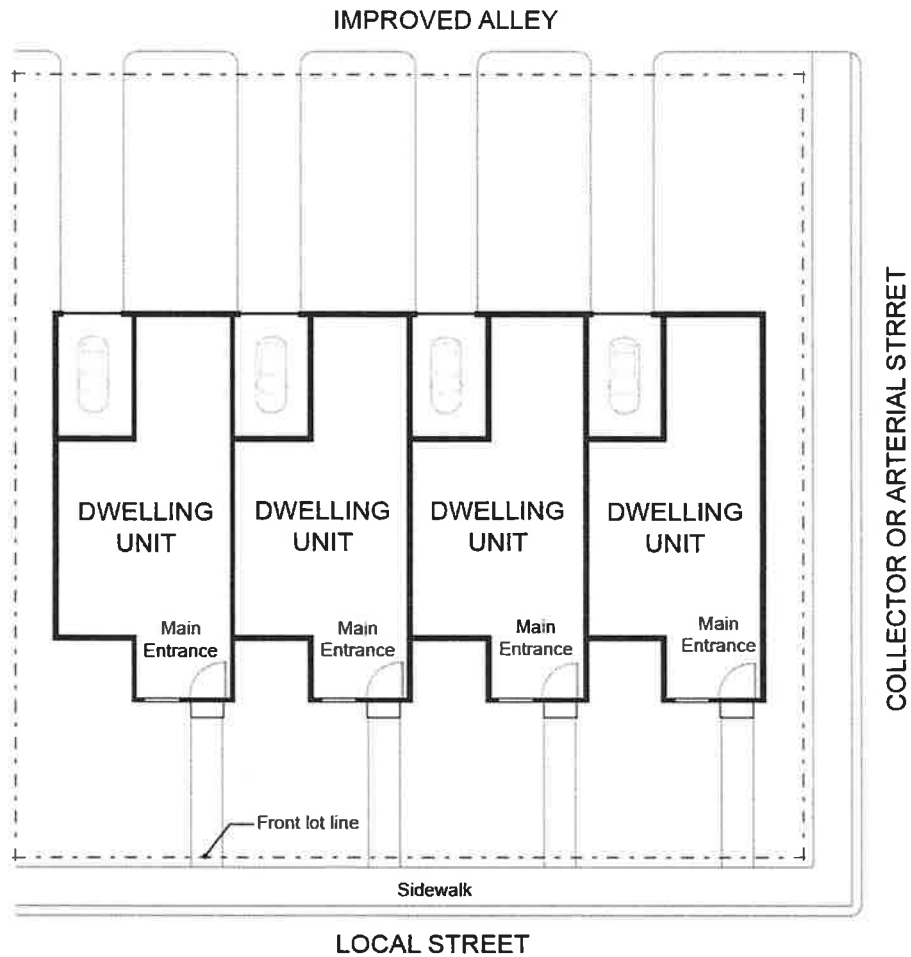 IMPROVED ALLEY
COLLECTOR OR ARTERIAL STRRET
DWELLING
UNIT
DWELLING
UNIT
DWELLING
UNIT
DWELLING
UNIT
Main
Entrance
Main
Entrance
Main
Entrance
Main
Entrance
Front lot line
Sidewalk
LOCAL STREET